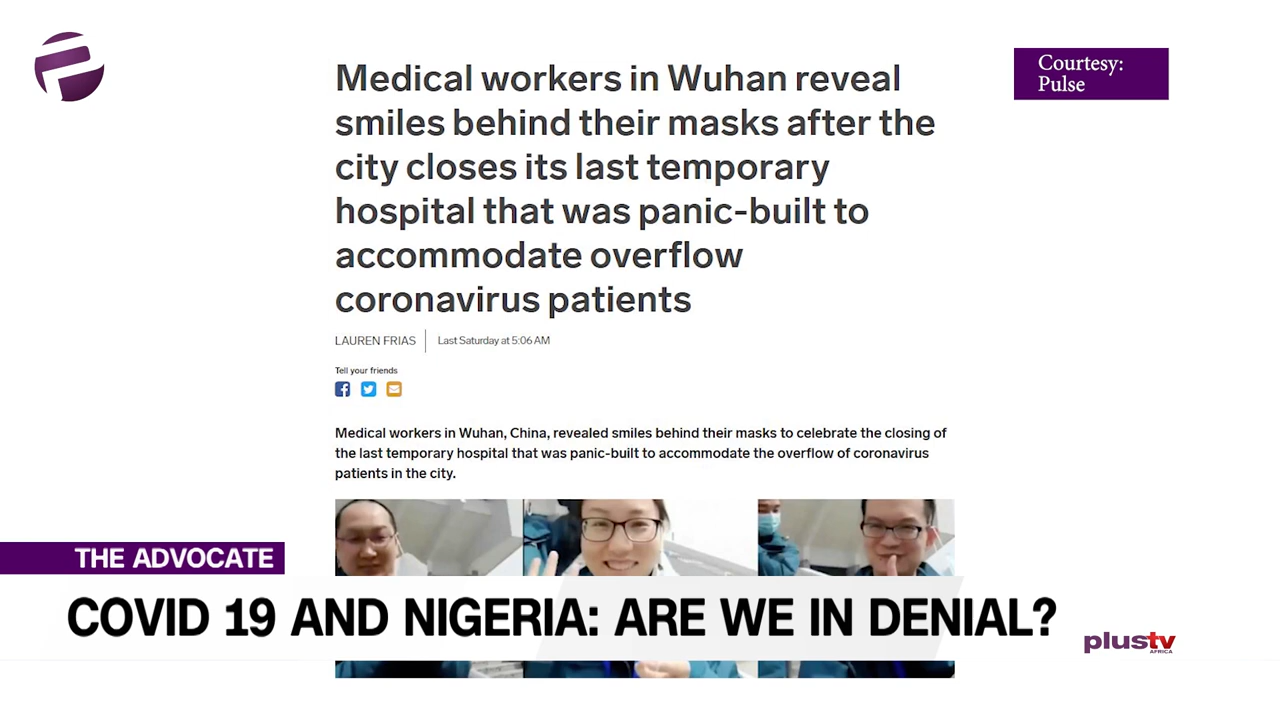 Medical workers in Wuhan reveal
smiles behind their masks after the
city closes its last temporary
hospital that was panic-built to
accommodate overflow
coronavirus patients
Courtesy:
Pulse
LAUREN FRIAS
Last Saturday at 5:06 AM
Tell your friends
Medical workers in Wuhan, China, revealed smiles behind their masks to celebrate the closing of
the last temporary hospital that was panic-built to accommodate the overflow of coronavirus
patients in the city.
THE ADVOCATE
COVID 19 AND NIGERIA: ARE WE IN DENIAL?
plustv
AFRICA